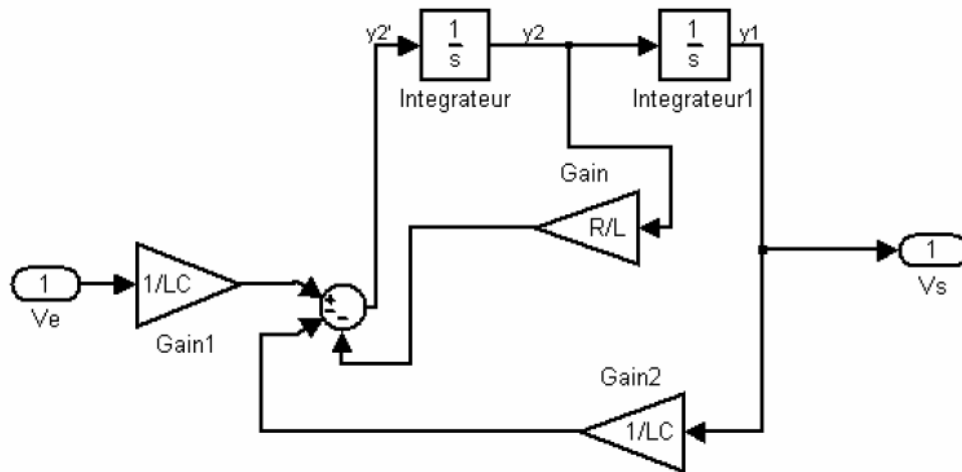 y2'
1
s
Integrateur
y2
1
s
Integrateur1
y1
Gain
R/L
1
Ve
1/LC
Gain1
+
-
-
1
Vs
Gain2
1/LC